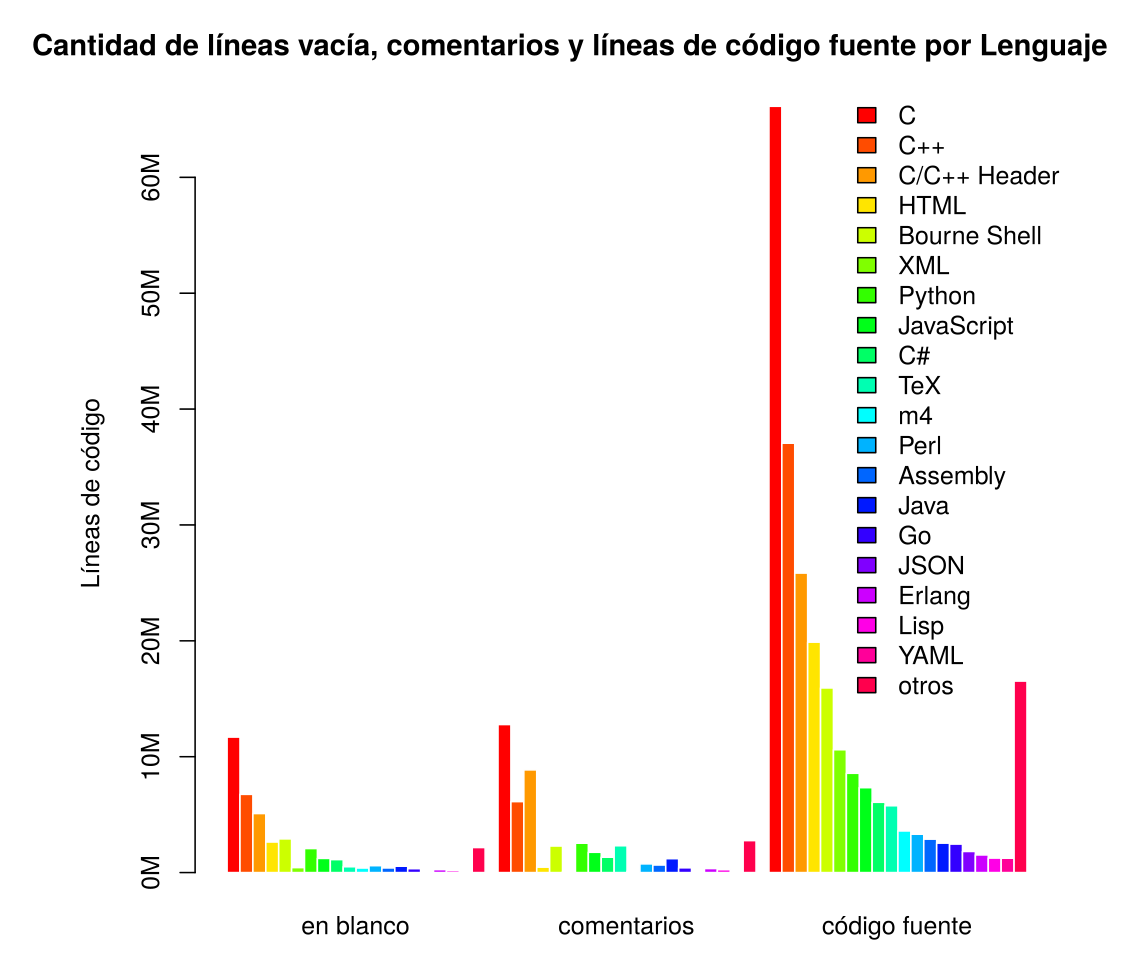 Cantidad de líneas vacía, comentarios y líneas de código fuente por Lenguaje
Líneas de código
60M
50M
40M
30M
20M
10M
0M
C
C++
C/C++ Header
HTML
Bourne Shell
XML
Python
JavaScript
C#
TeX
m4
Perl
Assembly
Java
Go
JSON
Erlang
Lisp
YAML
otros
en blanco
comentarios
código fuente